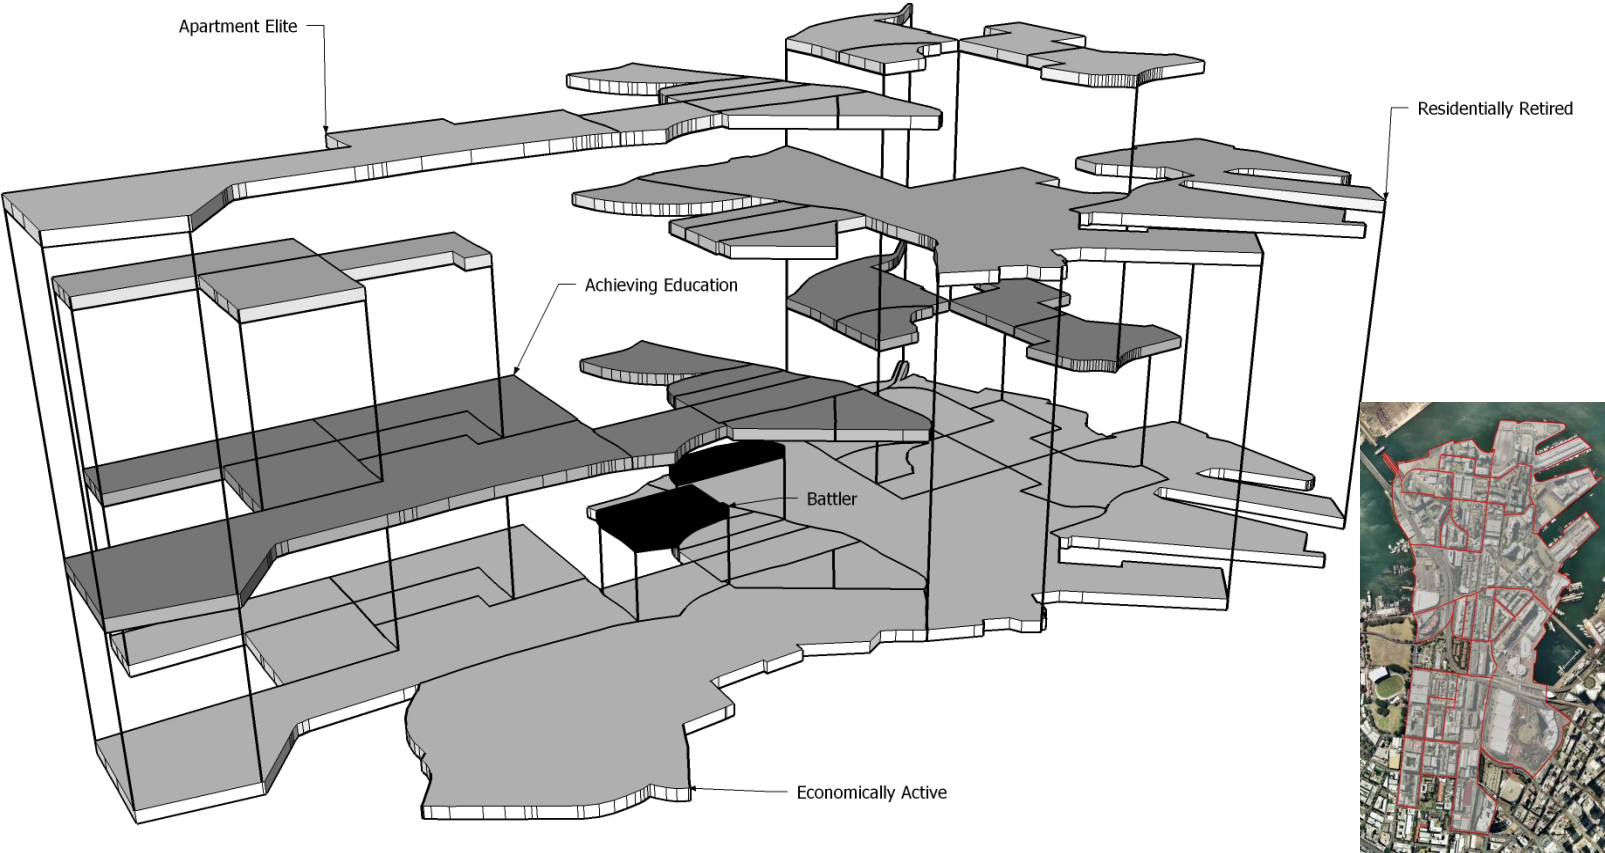 Apartment Elite
Residentially Retired
Achieving Education
Battler
Economically Active